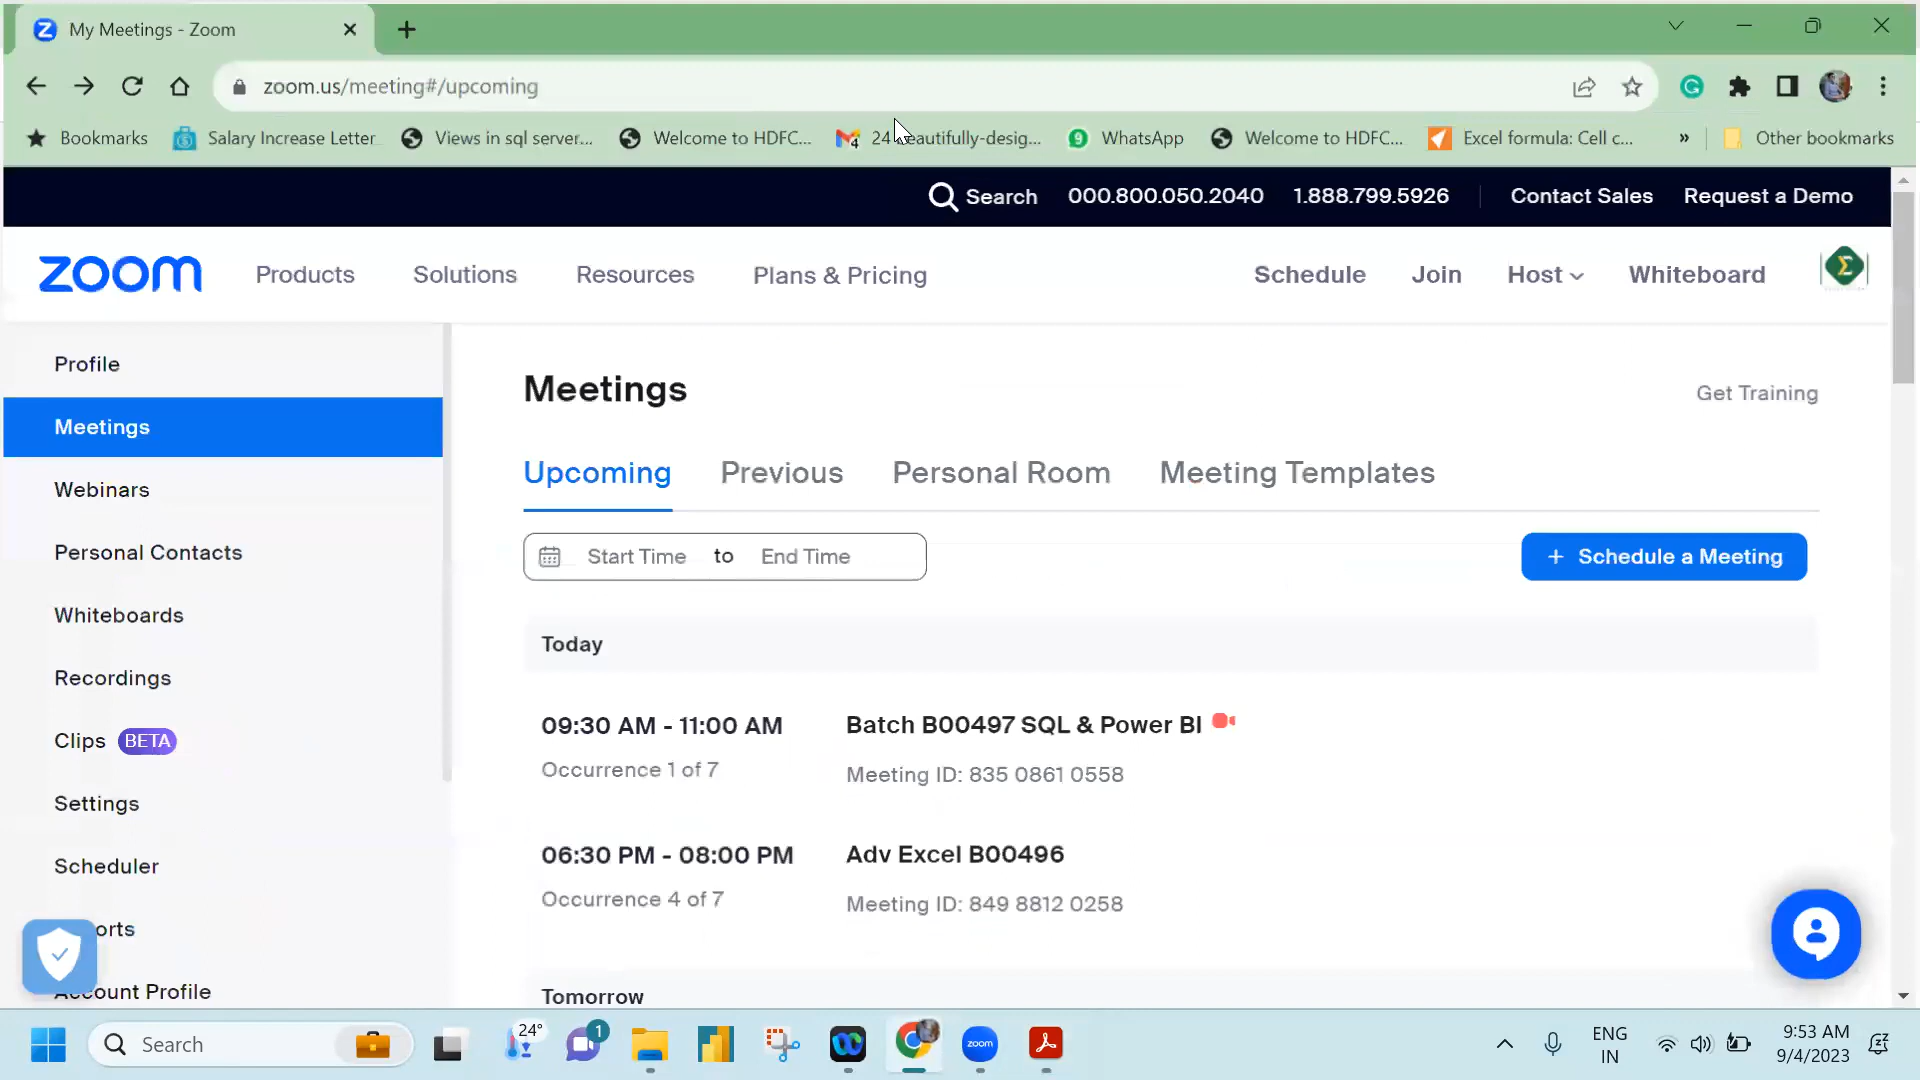 My Meetings - Zoom
zoom.us/meeting#/upcoming
Bookmarks Salary Increase Letter Views in sql server... Welcome to HDFC... 24 eautifully-desig... WhatsApp Welcome to HDFC... Excel formula: Cell c... » Other bookmarks
Search 000.800.050.2040 1.888.799.5926 Contact Sales Request a Demo
zoom Products Solutions Resources Plans & Pricing Schedule Join Host Whiteboard
Profile
Meetings
Webinars
Personal Contacts
Whiteboards
Recordings
Clips BETA
Settings
Scheduler
orts
Account Profile
Meetings
Get Training
Upcoming Previous Personal Room Meeting Templates
Start Time to End Time
+ Schedule a Meeting
Today
09:30 AM - 11:00 AM Batch B00497 SQL & Power BI
Occurrence 1 of 7 Meeting ID: 835 0861 0558
06:30 PM - 08:00 PM Adv Excel B00496
Occurrence 4 of 7 Meeting ID: 849 8812 0258
Tomorrow
Search 24° 1 zoom ENG 9:53 AM
IN 9/4/2023